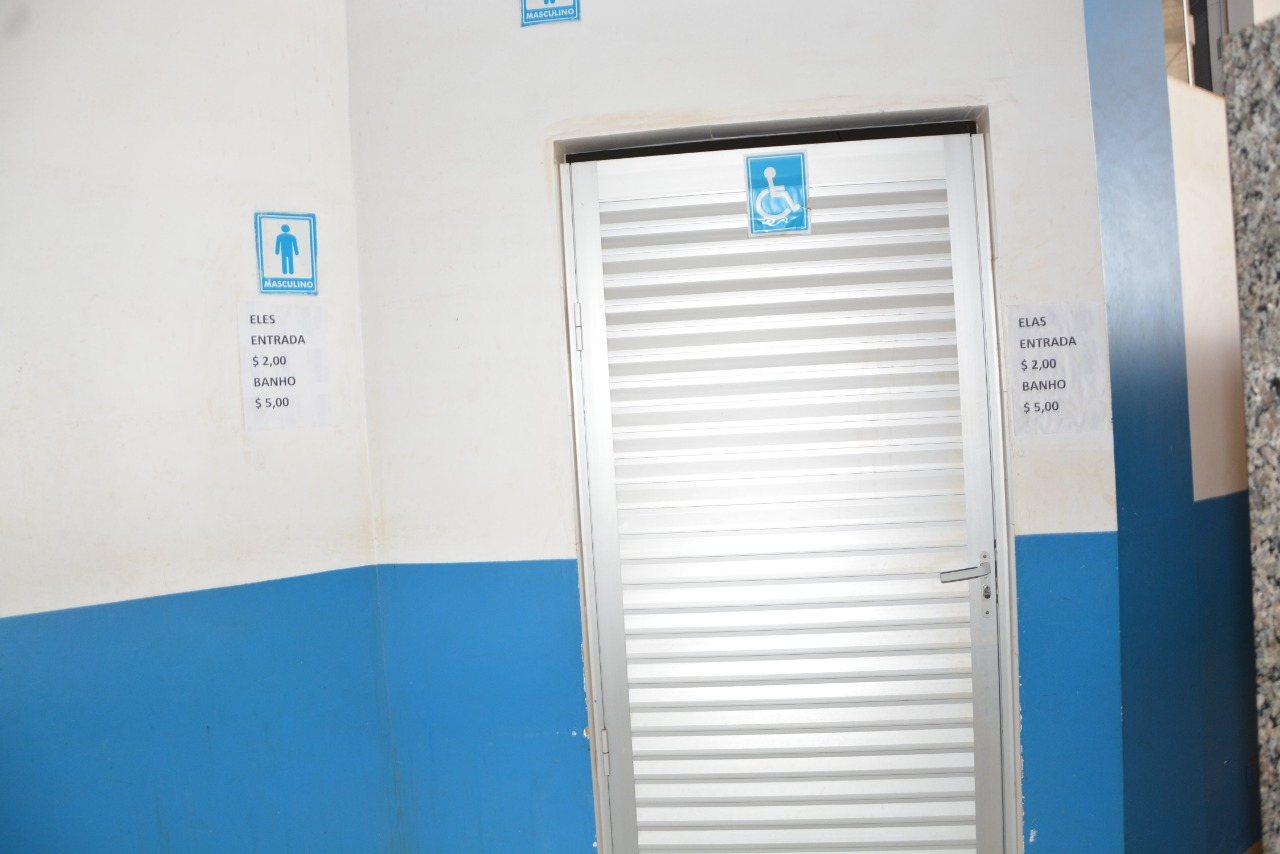 MASCULINO
MASCULINO
ELES
ENTRADA
$ 2,00
BANHO
$ 5,00
ELAS
ENTRADA
$ 2,00
BANHO
$ 5,00